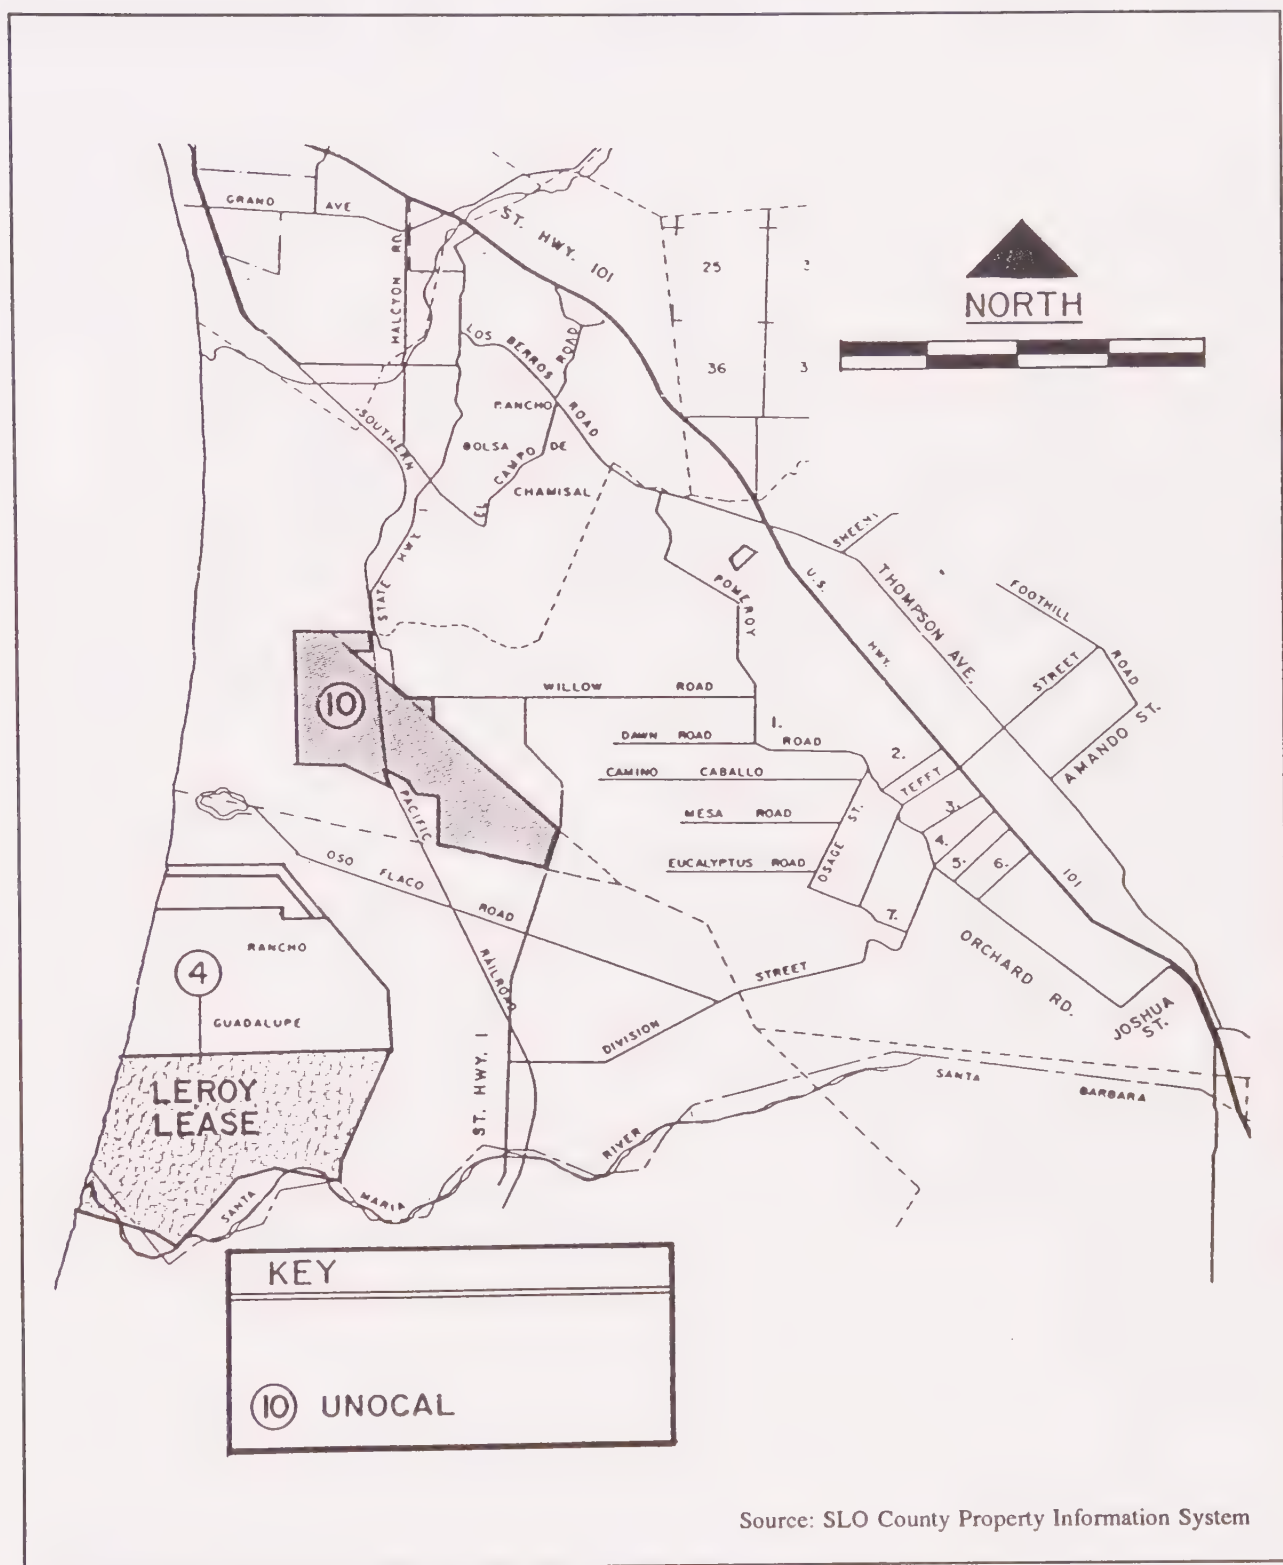 GRAND AVE
ST. HWY. 101
HALCYON RD.
25
3
NORTH
LOS BERROS ROAD
ROAD
36
3
SOUTHERN
RANCHO
BOLSA DE
EL CAMPO
CHAMISAL
STATE HWY 1
POMEROY
U.S.
HWY.
101
THOMPSON AVE.
FOOTHILL
ROAD
STREET
AMANDO ST.
10
WILLOW ROAD
1.
DAWN ROAD
ROAD
2.
CAMINO CABALLO
TEFFT
PACIFIC
MESA ROAD
OSAGE ST.
3.
4.
5.
6.
EUCALYPTUS ROAD
7.
OSO
FLACO
ROAD
RANCHO
4
GUADALUPE
RAILROAD
STREET
ORCHARD RD.
JOSHUA
ST.
DIVISION
ST. HWY. 1
LEROY
LEASE
SANTA BARBARA
SANTA
MARIA
RIVER
KEY
10 UNOCAL
Source: SLO County Property Information System